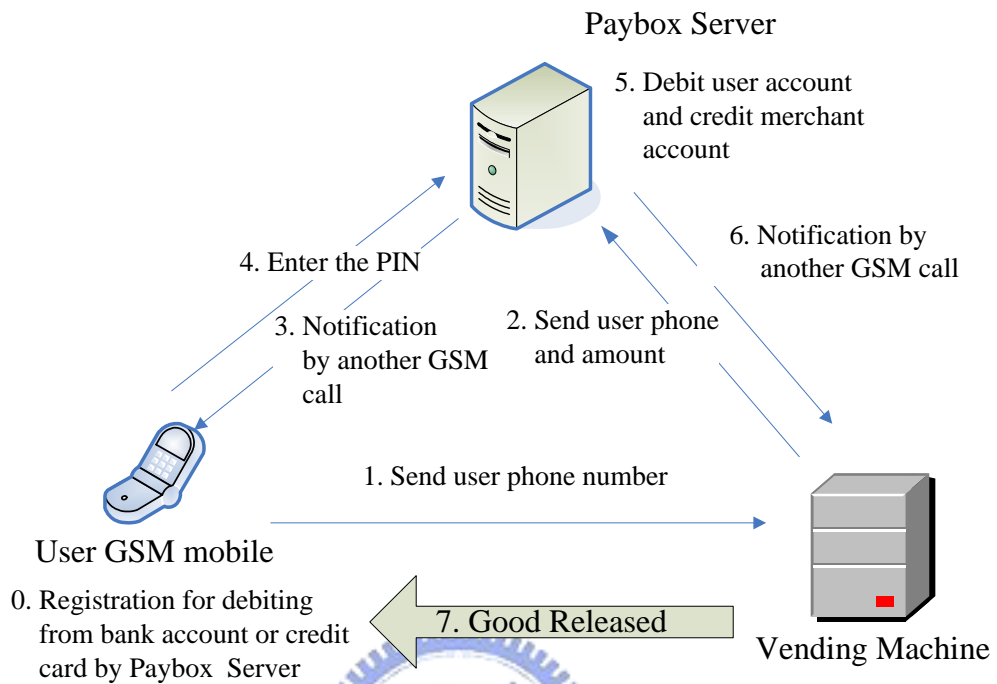 Paybox Server
5. Debit user account
and credit merchant
account
4. Enter the PIN
6. Notification by
another GSM call
3. Notification
by another GSM
call
2. Send user phone
and amount
1. Send user phone number
User GSM mobile
0. Registration for debiting
from bank account or credit
card by Paybox Server
7. Good Released
Vending Machine